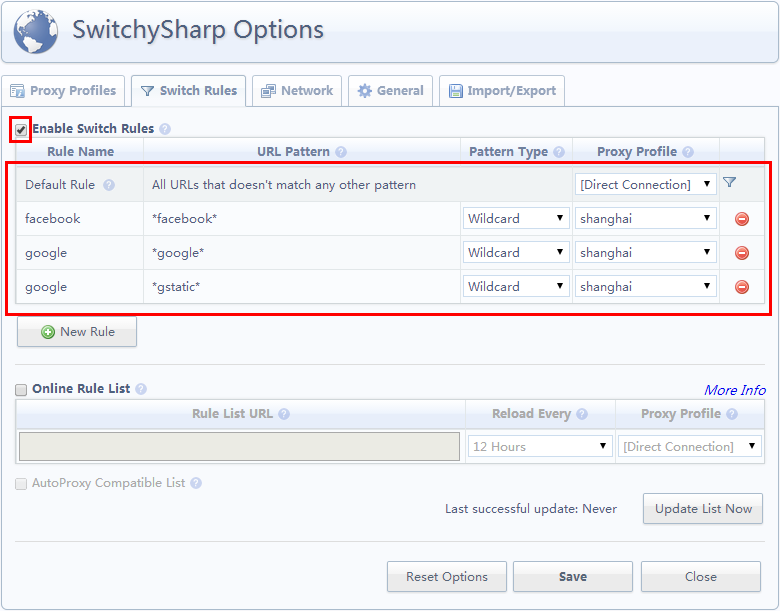 SwitchySharp Options
Proxy Profiles Switch Rules Network General Import/Export
Enable Switch Rules ?
Rule Name URL Pattern ? Pattern Type ? Proxy Profile ?
Default Rule ? All URLs that doesn't match any other pattern [Direct Connection]
facebook *facebook* Wildcard shanghai
google *google* Wildcard shanghai
google *gstatic* Wildcard shanghai
New Rule
Online Rule List ? More Info
Rule List URL ? Reload Every ? Proxy Profile ?
12 Hours [Direct Connection]
AutoProxy Compatible List ?
Last successful update: Never Update List Now
Reset Options Save Close